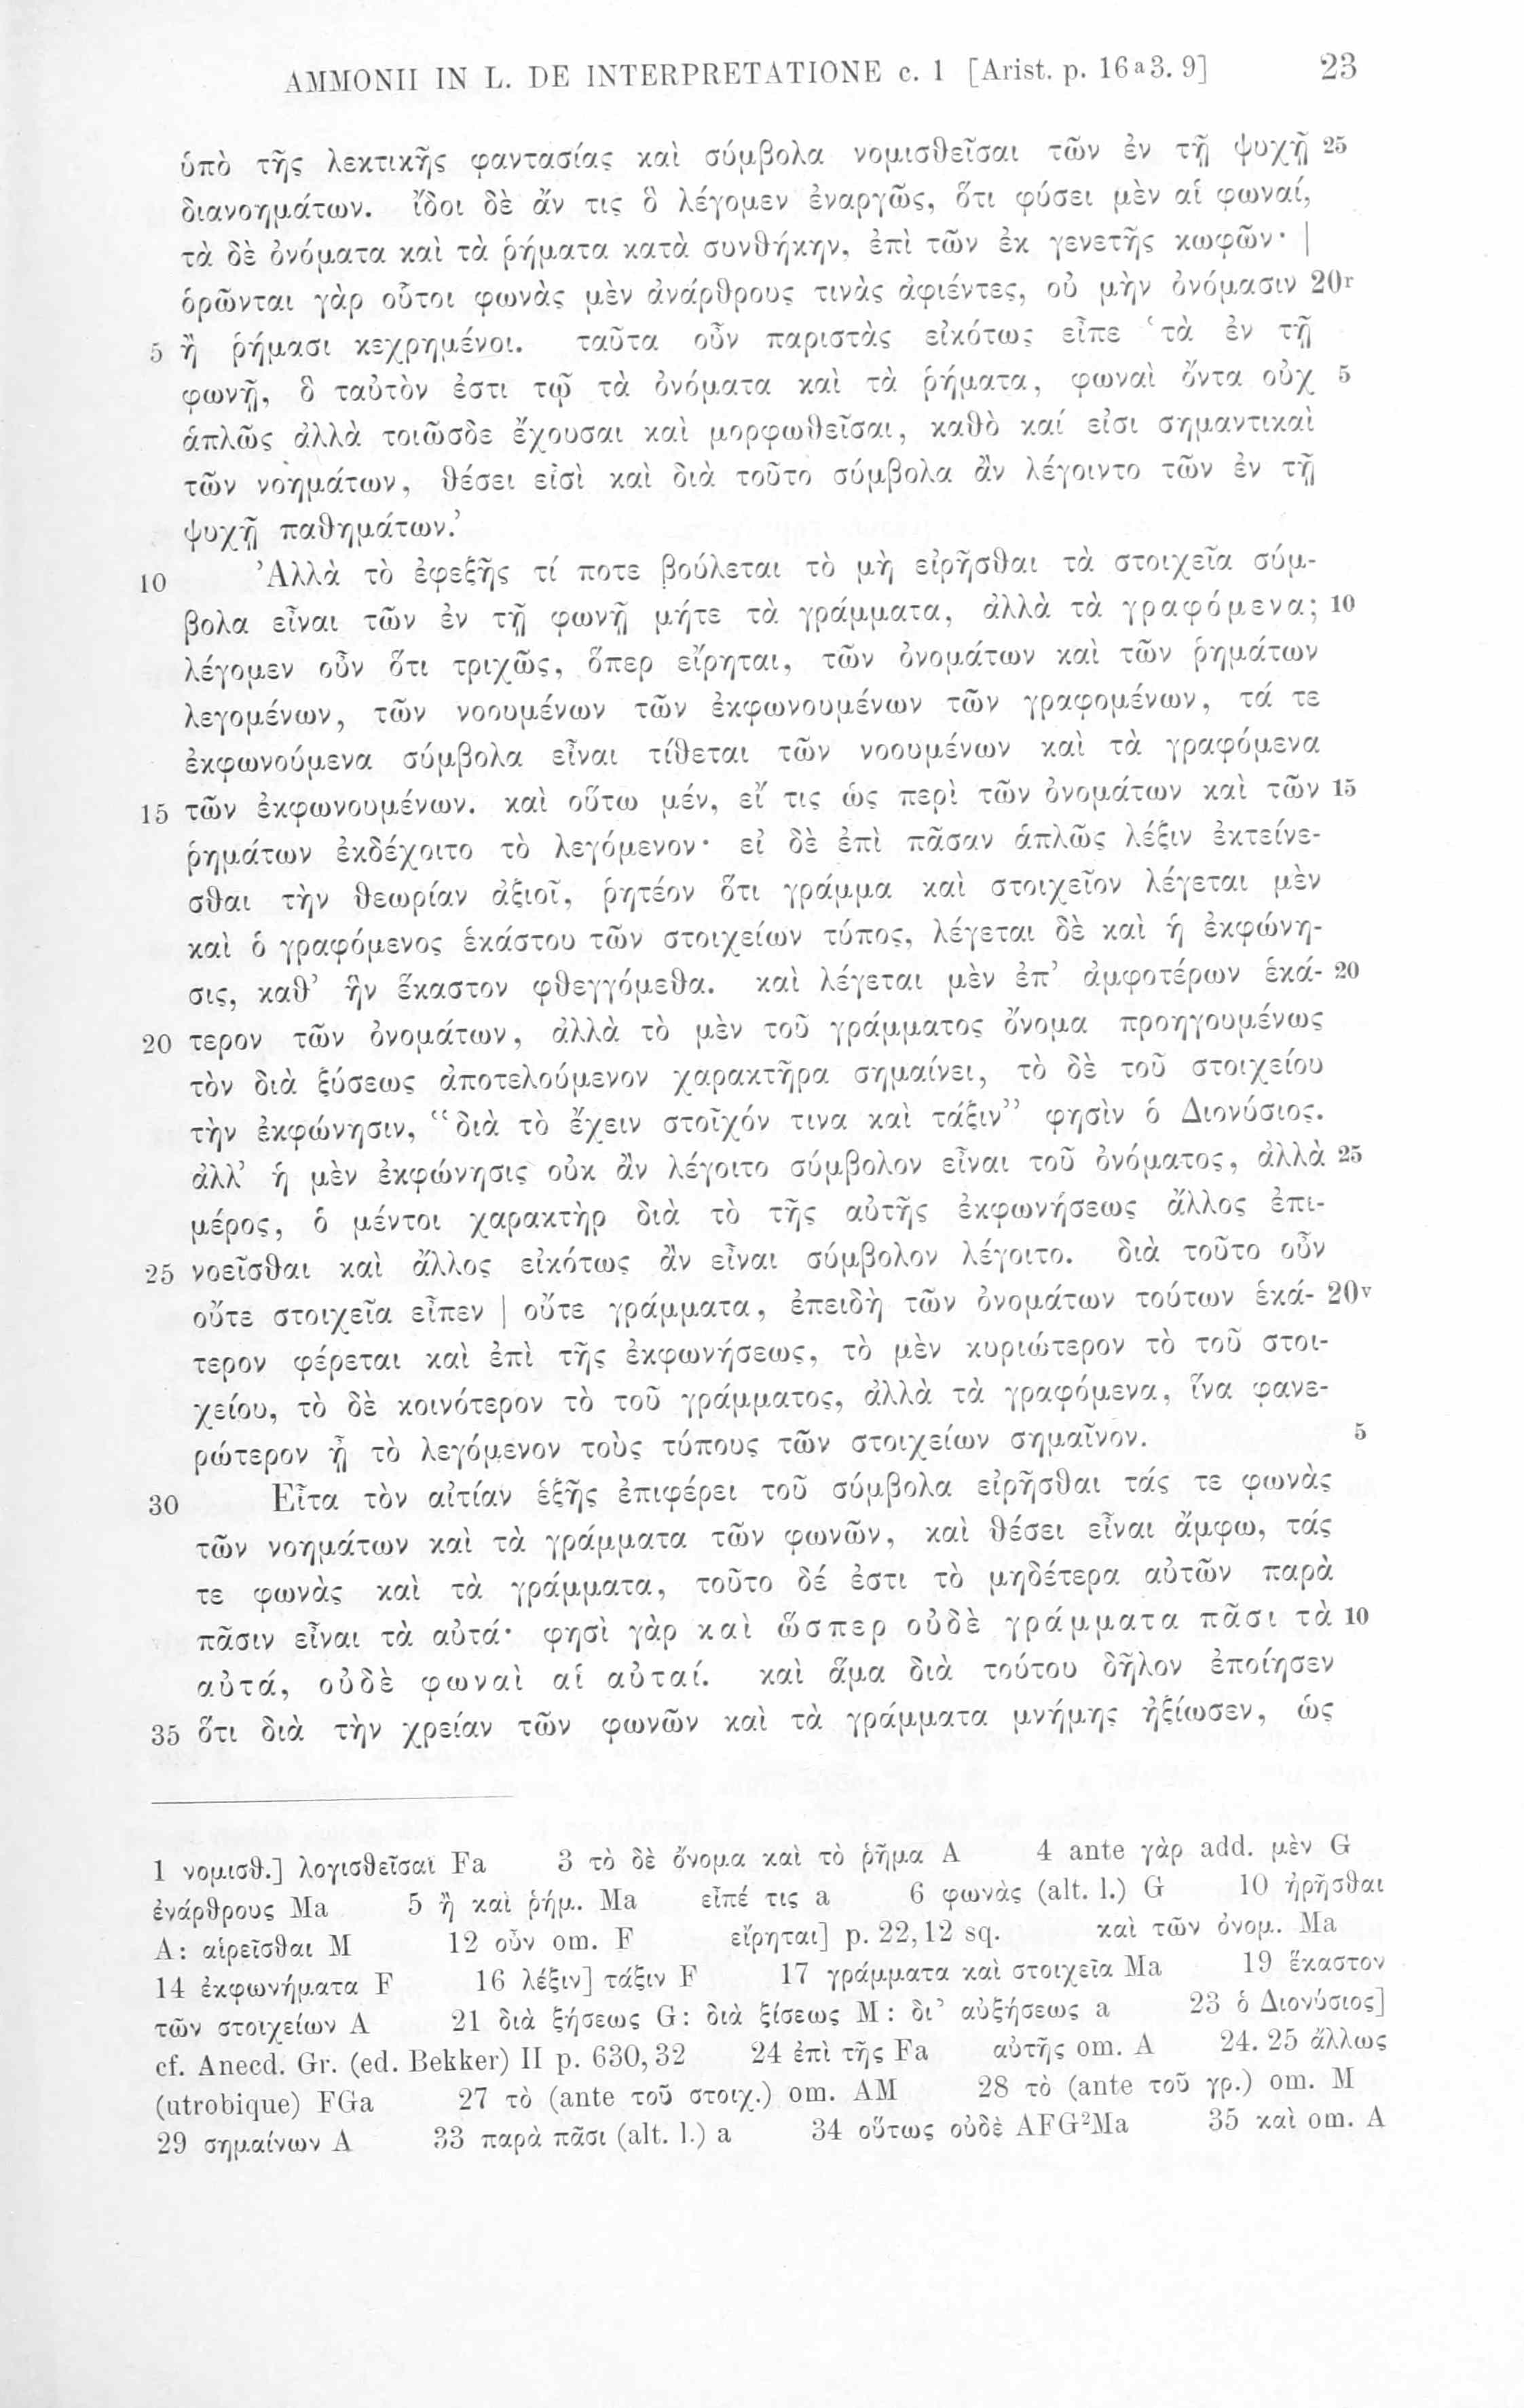 AMMONII IN L. DE INTERPRETATIONE c. 1 [Arist. p. 16a3. 9] 23
ὑπὸ τῆς λεκτικῆς φαντασίας καὶ σύμβολα νομισθεῖσαι τῶν ἐν τῇ ψυχῇ 25
διανοημάτων. ἴδοι δὲ ἄν τις ὃ λέγομεν ἐναργῶς, ὅτι φύσει μὲν αἱ φωναί,
τὰ δὲ ὀνόματα καὶ τὰ ῥήματα κατὰ συνθήκην, ἐπὶ τῶν ἐκ γενετῆς κωφῶν· |
ὁρῶνται γὰρ οὗτοι φωνὰς μὲν ἀνάρθρους τινὰς ἀφιέντες, οὐ μὴν ὀνόμασιν 20r
5 ἢ ῥήμασι κεχρημένοι. ταῦτα οὖν παριστὰς εἰκότως εἶπε ‘τὰ ἐν τῇ
φωνῇ, ὃ ταὐτὸν ἐστι τῷ τὰ ὀνόματα καὶ τὰ ῥήματα, φωναὶ ὄντα οὐχ 5
ἁπλῶς ἀλλὰ τοιῶσδε ἔχουσαι καὶ μορφωθεῖσαι, καθὸ καί εἰσι σημαντικαὶ
τῶν νοημάτων, θέσει εἰσὶ καὶ διὰ τοῦτο σύμβολα ἂν λέγοιντο τῶν ἐν τῇ
ψυχῇ παθημάτων.’
10 Ἀλλὰ τὸ ἐφεξῆς τί ποτε βούλεται τὸ μὴ εἰρῆσθαι τὰ στοιχεῖα σύμ-
βολα εἶναι τῶν ἐν τῇ φωνῇ μήτε τὰ γράμματα, ἀλλὰ τὰ γραφόμενα; 10
λέγομεν οὖν ὅτι τριχῶς, ὅπερ εἴρηται, τῶν ὀνομάτων καὶ τῶν ῥημάτων
λεγομένων, τῶν νοουμένων τῶν ἐκφωνουμένων τῶν γραφομένων, τά τε
ἐκφωνούμενα σύμβολα εἶναι τίθεται τῶν νοουμένων καὶ τὰ γραφόμενα
15 τῶν ἐκφωνουμένων. καὶ οὕτω μέν, εἴ τις ὡς περὶ τῶν ὀνομάτων καὶ τῶν 15
ῥημάτων ἐκδέχοιτο τὸ λεγόμενον· εἰ δὲ ἐπὶ πᾶσαν ἁπλῶς λέξιν ἐκτείνε-
σθαι τὴν θεωρίαν ἀξιοῖ, ῥητέον ὅτι γράμμα καὶ στοιχεῖον λέγεται μὲν
καὶ ὁ γραφόμενος ἑκάστου τῶν στοιχείων τύπος, λέγεται δὲ καὶ ἡ ἐκφώνη-
σις, καθ’ ἣν ἕκαστον φθεγγόμεθα. καὶ λέγεται μὲν ἐπ’ ἀμφοτέρων ἑκά- 20
20 τερον τῶν ὀνομάτων, ἀλλὰ τὸ μὲν τοῦ γράμματος ὄνομα προηγουμένως
τὸν διὰ ξύσεως ἀποτελούμενον χαρακτῆρα σημαίνει, τὸ δὲ τοῦ στοιχείου
τὴν ἐκφώνησιν, “διὰ τὸ ἔχειν στοῖχόν τινα καὶ τάξιν” φησὶν ὁ Διονύσιος.
ἀλλ’ ἡ μὲν ἐκφώνησις οὐκ ἂν λέγοιτο σύμβολον εἶναι τοῦ ὀνόματος, ἀλλὰ 25
μέρος, ὁ μέντοι χαρακτὴρ διὰ τὸ τῆς αὐτῆς ἐκφωνήσεως ἄλλος ἐπι-
25 νοεῖσθαι καὶ ἄλλος εἰκότως ἂν εἶναι σύμβολον λέγοιτο. διὰ τοῦτο οὖν
οὔτε στοιχεῖα εἶπεν | οὔτε γράμματα, ἐπειδὴ τῶν ὀνομάτων τούτων ἑκά- 20v
τερον φέρεται καὶ ἐπὶ τῆς ἐκφωνήσεως, τὸ μὲν κυριώτερον τὸ τοῦ στοι-
χείου, τὸ δὲ κοινότερον τὸ τοῦ γράμματος, ἀλλὰ τὰ γραφόμενα, ἵνα φανε-
ρώτερον ᾖ τὸ λεγόμενον τοὺς τύπους τῶν στοιχείων σημαῖνον. 5
30 Εἶτα τὸν αἰτίαν ἑξῆς ἐπιφέρει τοῦ σύμβολα εἰρῆσθαι τάς τε φωνὰς
τῶν νοημάτων καὶ τὰ γράμματα τῶν φωνῶν, καὶ θέσει εἶναι ἄμφω, τάς
τε φωνὰς καὶ τὰ γράμματα, τοῦτο δέ ἐστι τὸ μηδέτερα αὐτῶν παρὰ
πᾶσιν εἶναι τὰ αὐτά· φησὶ γὰρ καὶ ὥσπερ οὐδὲ γράμματα πᾶσι τὰ 10
αὐτά, οὐδὲ φωναὶ αἱ αὐταί. καὶ ἅμα διὰ τούτου δῆλον ἐποίησεν
35 ὅτι διὰ τὴν χρείαν τῶν φωνῶν καὶ τὰ γράμματα μνήμης ἠξίωσεν, ὡς
1 νομισθ.] λογισθεῖσαι Fa 3 τὸ δὲ ὄνομα καὶ τὸ ῥῆμα A 4 ante γὰρ add. μὲν G
ἐνάρθρους Ma 5 ἢ καὶ ῥήμ. Ma εἶπέ τις a 6 φωνὰς (alt. l.) G 10 ἠρῆσθαι
A: αἱρεῖσθαι M 12 οὖν om. F εἴρηται] p. 22,12 sq. καὶ τῶν ὀνομ. Ma
14 ἐκφωνήματα F 16 λέξιν] τάξιν F 17 γράμματα καὶ στοιχεῖα Ma 19 ἕκαστον
τῶν στοιχείων A 21 διὰ ξήσεως G: διὰ ξίσεως M: δι’ αὐξήσεως a 23 ὁ Διονύσιος]
cf. Anecd. Gr. (ed. Bekker) II p. 630,32 24 ἐπὶ τῆς Fa αὐτῆς om. A 24. 25 ἄλλως
(utrobique) FGa 27 τὸ (ante τοῦ στοιχ.) om. AM 28 τὸ (ante τοῦ γρ.) om. M
29 σημαίνων A 33 παρὰ πᾶσι (alt. l.) a 34 οὕτως οὐδὲ AFG²Ma 35 καὶ om. A